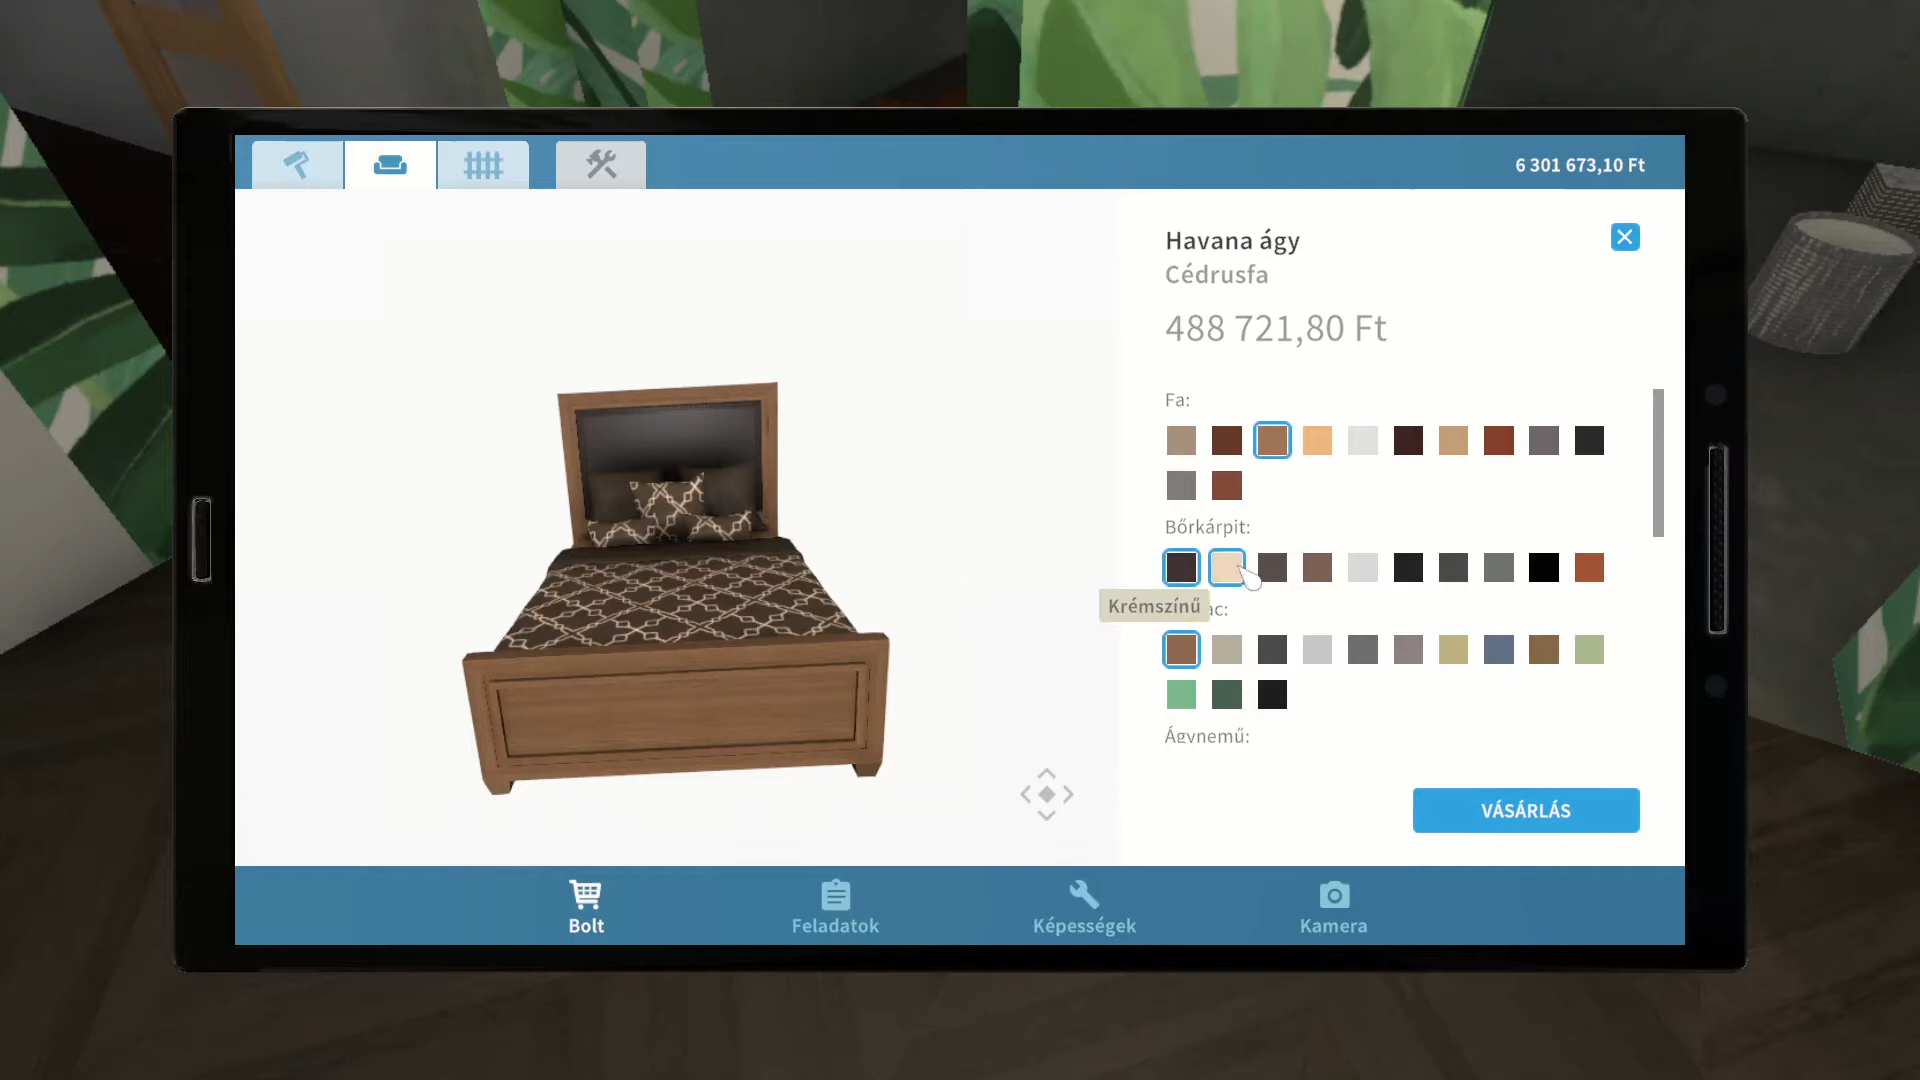 6 301 673,10 Ft
Havana ágy
Cédrusfa
488 721,80 Ft
Fa:
Bőrkárpit:
Krémszínű
ac:
Ágynemű:
VÁSÁRLÁS
Bolt
Feladatok
Képességek
Kamera